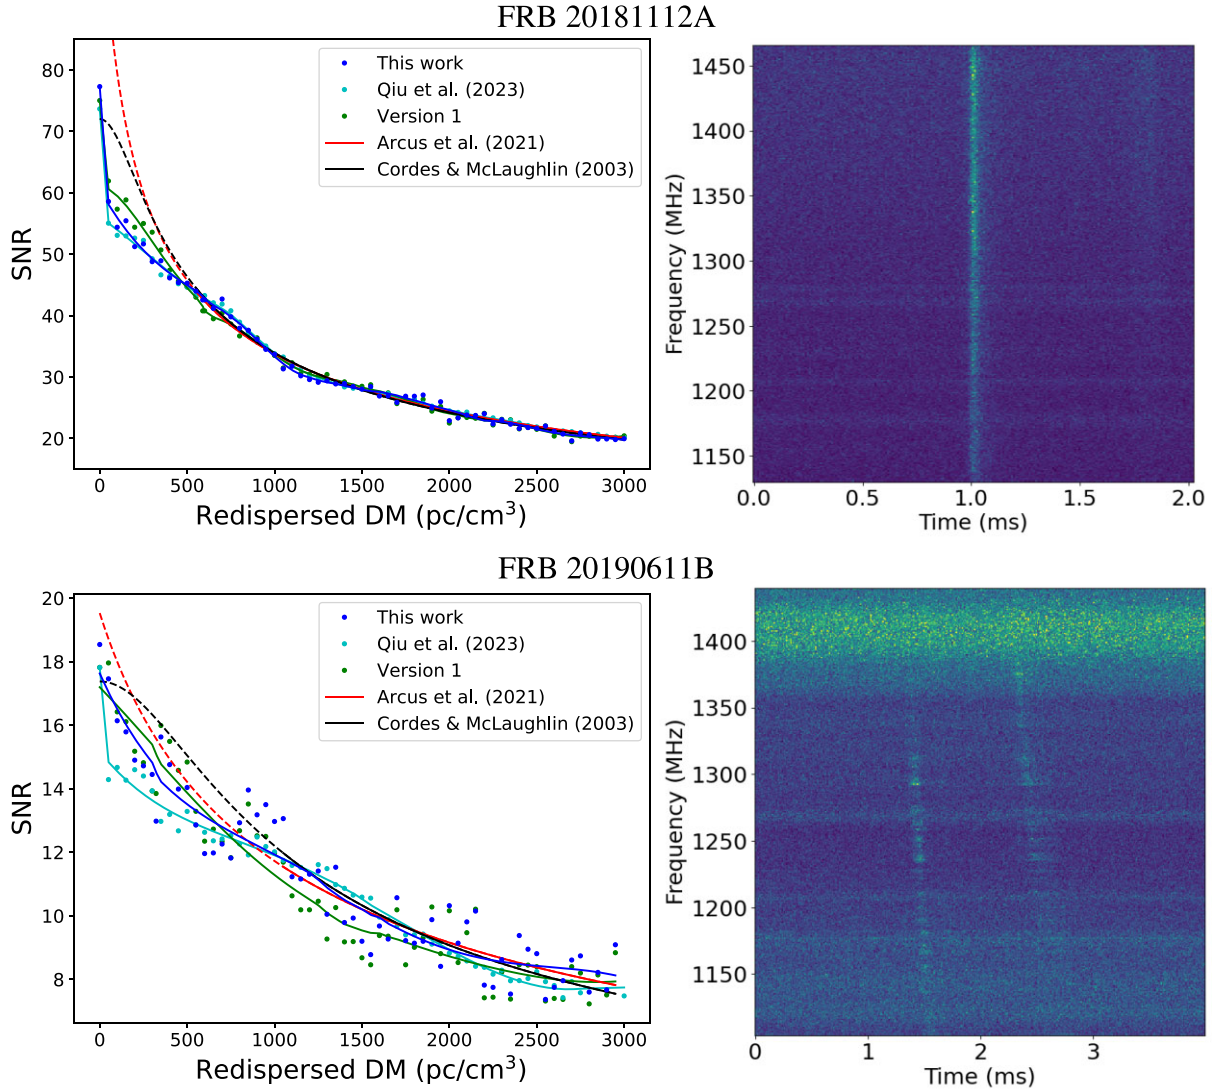 FRB 20181112A
SNR
80
70
60
50
40
30
20
This work
Qiu et al. (2023)
Version 1
Arcus et al. (2021)
Cordes & McLaughlin (2003)
0 500 1000 1500 2000 2500 3000
Redispersed DM (pc/cm³)
Frequency (MHz)
1450
1400
1350
1300
1250
1200
1150
0.0 0.5 1.0 1.5 2.0
Time (ms)
FRB 20190611B
SNR
20
18
16
14
12
10
8
This work
Qiu et al. (2023)
Version 1
Arcus et al. (2021)
Cordes & McLaughlin (2003)
0 500 1000 1500 2000 2500 3000
Redispersed DM (pc/cm³)
Frequency (MHz)
1400
1350
1300
1250
1200
1150
0 1 2 3
Time (ms)